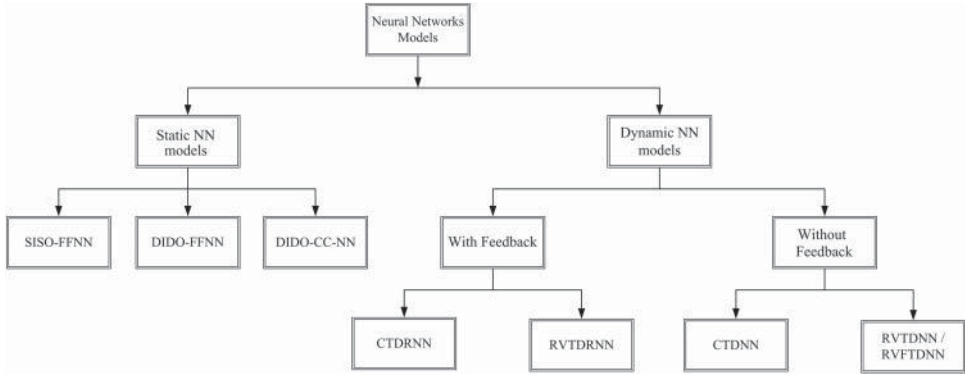 Neural Networks
Models
Static NN
models
Dynamic NN
models
SISO-FFNN
DIDO-FFNN
DIDO-CC-NN
With Feedback
Without
Feedback
CTDRNN
RVTDRNN
CTDNN
RVTDNN /
RVFTDNN